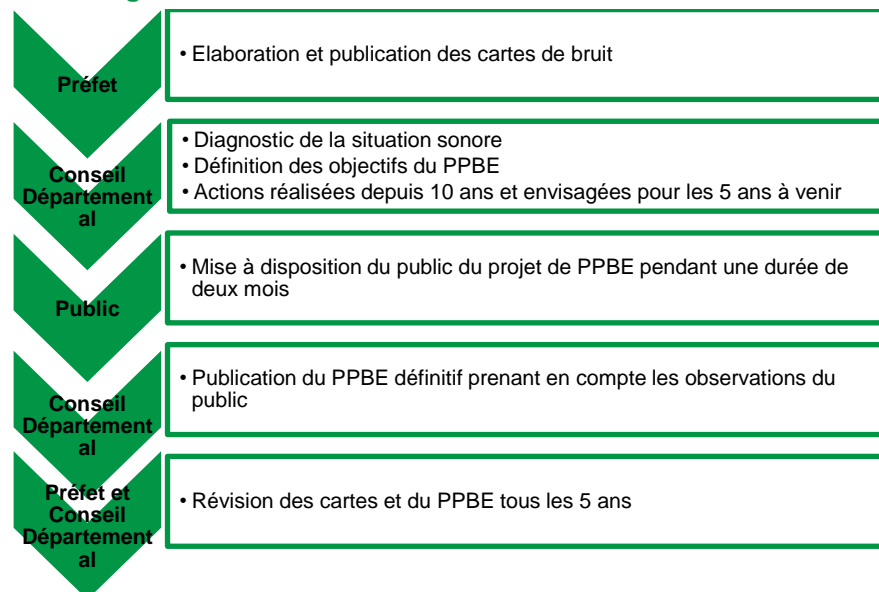 Préfet
• Elaboration et publication des cartes de bruit
Conseil
Département
al
• Diagnostic de la situation sonore
• Définition des objectifs du PPBE
• Actions réalisées depuis 10 ans et envisagées pour les 5 ans à venir
Public
• Mise à disposition du public du projet de PPBE pendant une durée de
deux mois
Conseil
Département
al
• Publication du PPBE définitif prenant en compte les observations du
public
Préfet et
Conseil
Département
al
• Révision des cartes et du PPBE tous les 5 ans